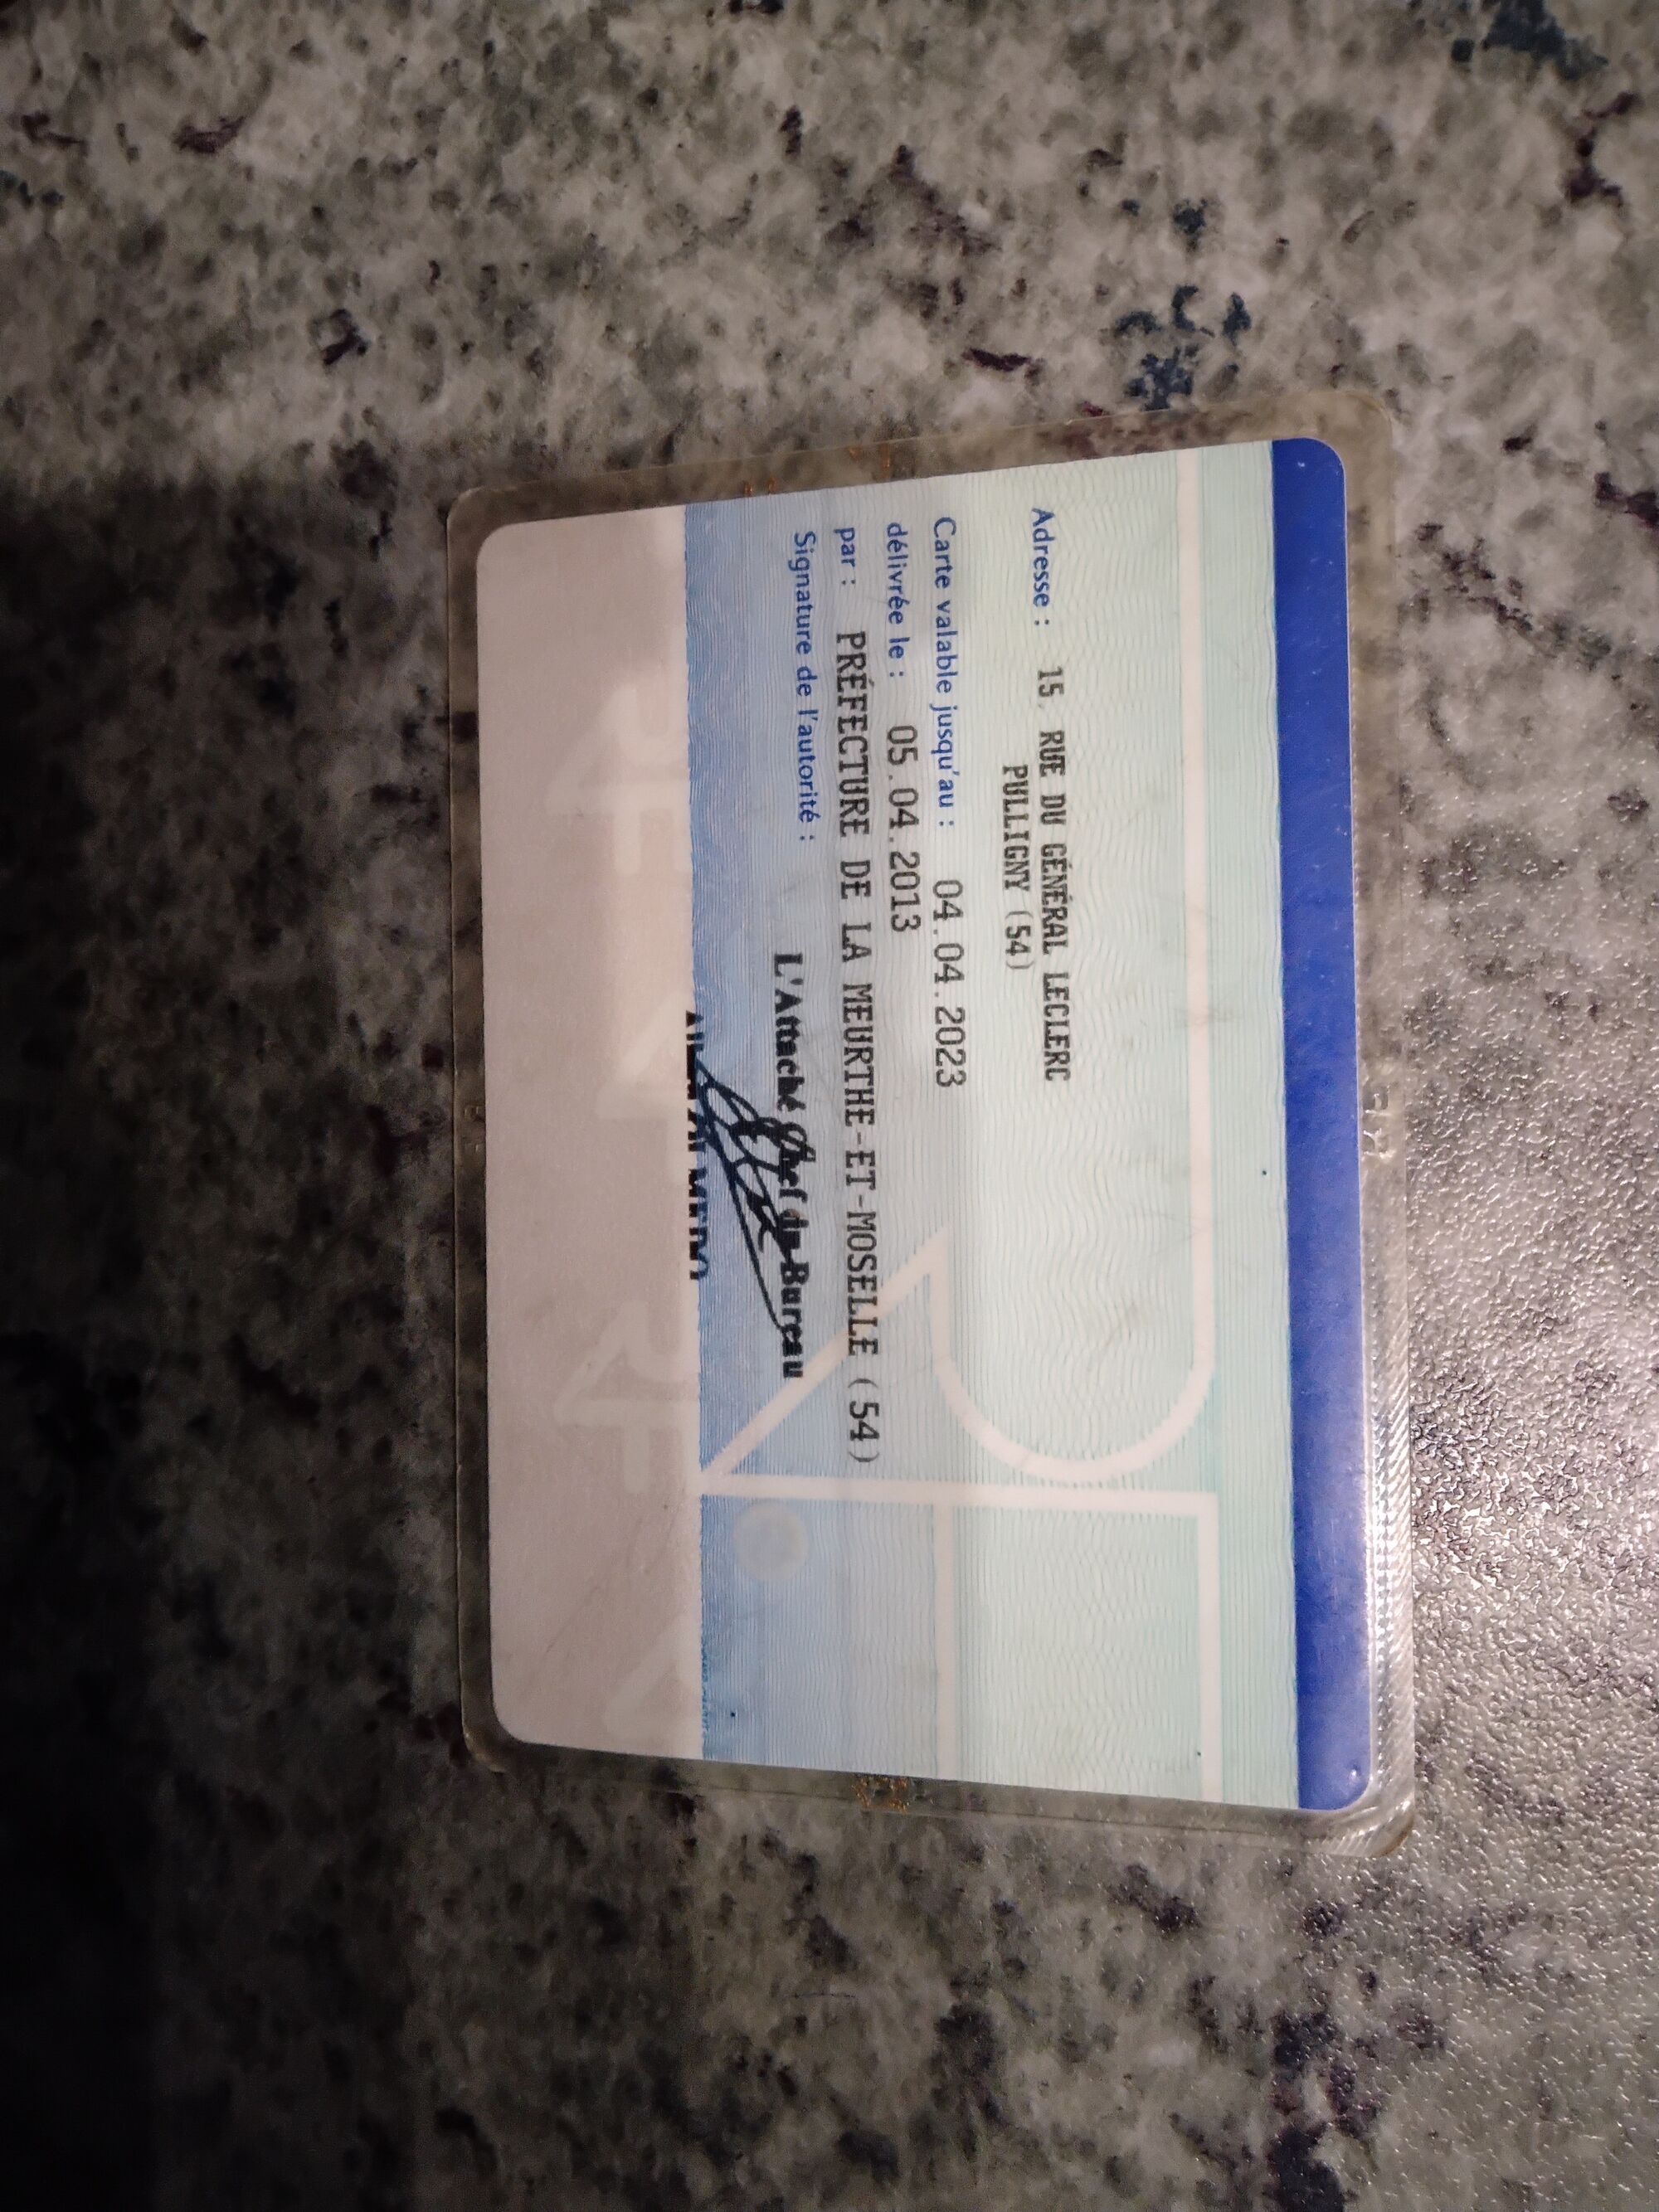 Adresse : 15, RUE DU GÉNÉRAL LECLERC
PULLIGNY (54)
Carte valable jusqu'au : 04.04.2023
délivrée le : 05.04.2013
par : PRÉFECTURE DE LA MEURTHE-ET-MOSELLE (54)
Signature de l'autorité :
L'Attaché Chef de Bureau